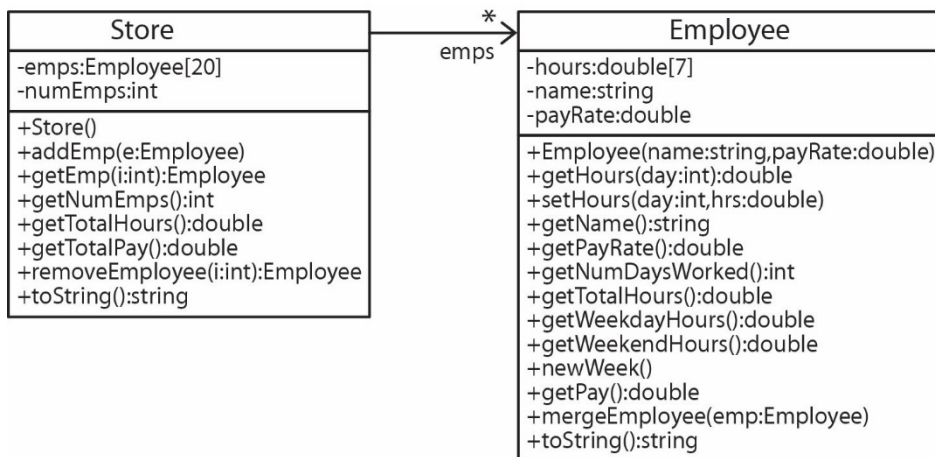 Store
-emps:Employee[20]
-numEmps:int
+Store()
+addEmp(e:Employee)
+getEmp(i:int):Employee
+getNumEmps():int
+getTotalHours():double
+getTotalPay():double
+removeEmployee(i:int):Employee
+toString():string
*
emps
Employee
-hours:double[7]
-name:string
-payRate:double
+Employee(name:string,payRate:double)
+getHours(day:int):double
+setHours(day:int,hrs:double)
+getName():string
+getPayRate():double
+getNumDaysWorked():int
+getTotalHours():double
+getWeekdayHours():double
+getWeekendHours():double
+newWeek()
+getPay():double
+mergeEmployee(emp:Employee)
+toString():string